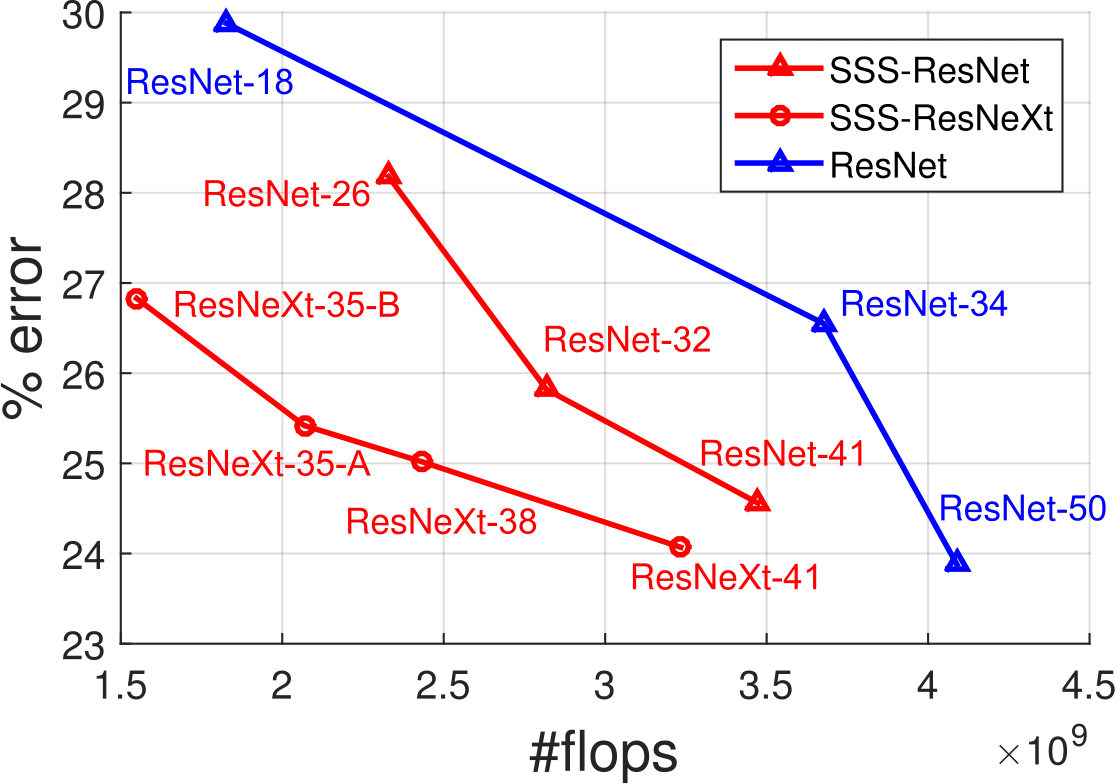 30
29
28
27
26
25
24
23
% error
1.5
2
2.5
3
3.5
4
4.5
#flops
×10⁹
SSS-ResNet
SSS-ResNeXt
ResNet
ResNet-18
ResNet-26
ResNeXt-35-B
ResNet-34
ResNet-32
ResNet-41
ResNeXt-35-A
ResNet-50
ResNeXt-38
ResNeXt-41